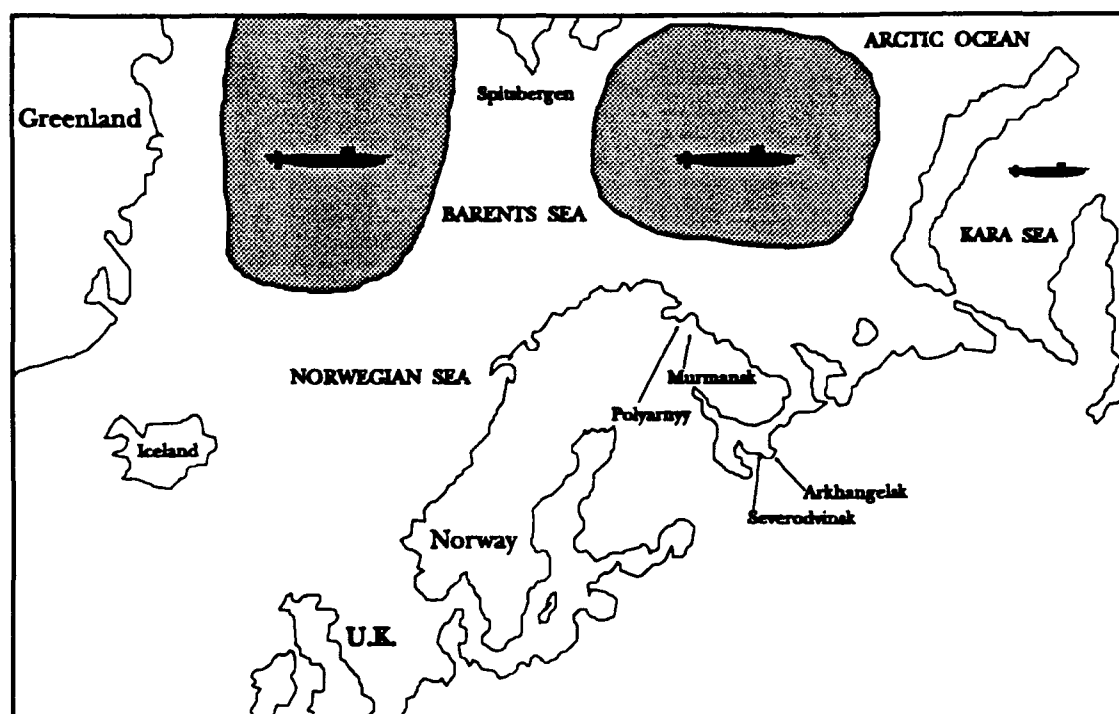 ARCTIC OCEAN
Spitsbergen
Greenland
BARENTS SEA
KARA SEA
NORWEGIAN SEA
Murmansk
Polyarnyy
Iceland
Arkhangelsk
Severodvinsk
Norway
U.K.